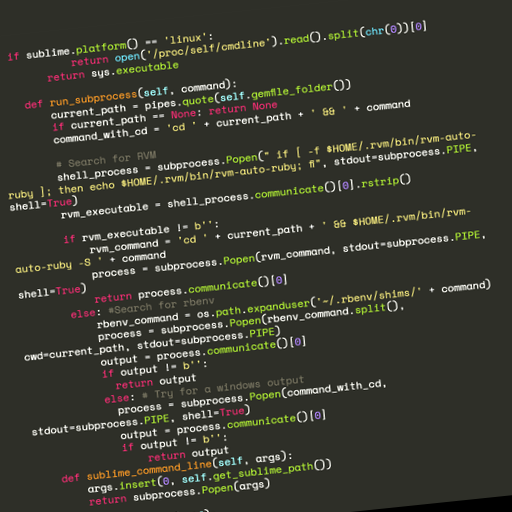 if sublime.platform() == 'linux':
return open('/proc/self/cmdline').read().split(chr(0))[0]
return sys.executable
def run_subprocess(self, command):
current_path = pipes.quote(self.gemfile_folder())
if current_path == None: return None
command_with_cd = 'cd ' + current_path + ' && ' + command
# Search for RVM
shell_process = subprocess.Popen(" if [ -f $HOME/.rvm/bin/rvm-auto-
ruby ]; then echo $HOME/.rvm/bin/rvm-auto-ruby; fi", stdout=subprocess.PIPE,
shell=True)
rvm_executable = shell_process.communicate()[0].rstrip()
if rvm_executable != b'':
rvm_command = 'cd ' + current_path + ' && $HOME/.rvm/bin/rvm-
auto-ruby -S ' + command
process = subprocess.Popen(rvm_command, stdout=subprocess.PIPE,
shell=True)
return process.communicate()[0]
else: #Search for rbenv
rbenv_command = os.path.expanduser('~/.rbenv/shims/' + command)
process = subprocess.Popen(rbenv_command.split(),
cwd=current_path, stdout=subprocess.PIPE)
output = process.communicate()[0]
if output != b'':
return output
else: # Try for a windows output
process = subprocess.Popen(command_with_cd,
stdout=subprocess.PIPE, shell=True)
output = process.communicate()[0]
if output != b'':
return output
def sublime_command_line(self, args):
args.insert(0, self.get_sublime_path())
return subprocess.Popen(args)